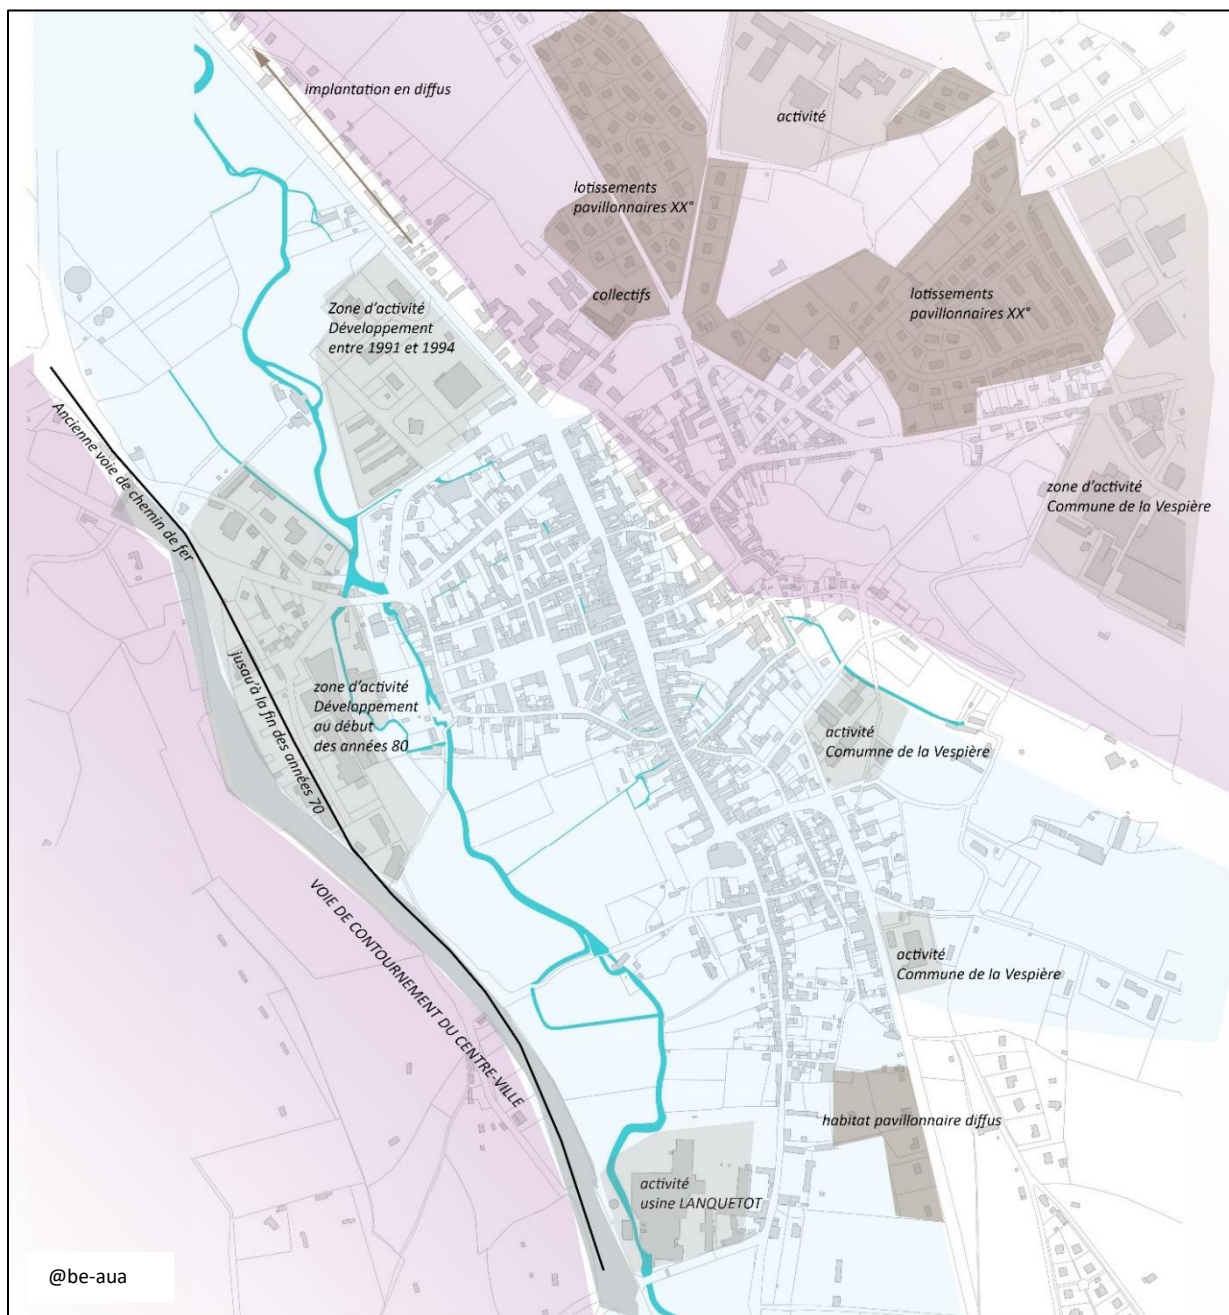 implantation en diffus
activité
lotissements
pavillonnaires XX°
collectifs
lotissements
pavillonnaires XX°
Zone d'activité
Développement
entre 1991 et 1994
Ancienne voie de chemin de fer
jusqu'à la fin des années 70
zone d'activité
Commune de la Vespière
zone d'activité
Développement
au début
des années 80
activité
Comumne de la Vespière
VOIE DE CONTOURNEMENT DU CENTRE-VILLE
activité
Commune de la Vespière
habitat pavillonnaire diffus
activité
usine LANQUETOT
@be-aua